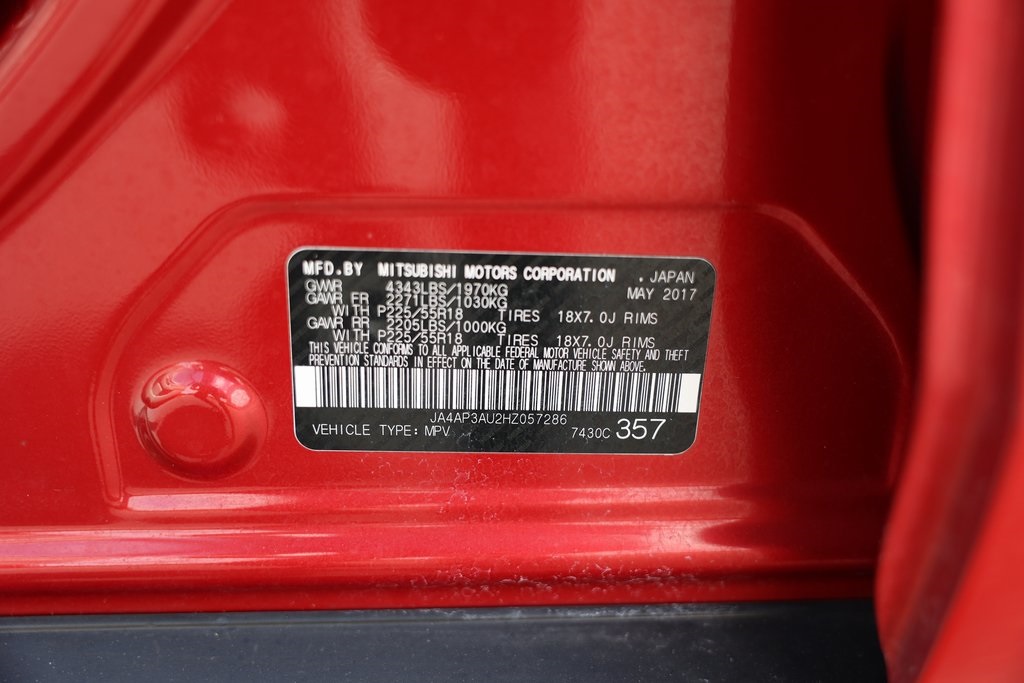 MFD.BY MITSUBISHI MOTORS CORPORATION . JAPAN
GVWR 4343LBS/1970KG MAY 2017
GAWR FR 2271LBS/1030KG
WITH P225/55R18 TIRES 18X7.0J RIMS
GAWR RR 2205LBS/1000KG
WITH P225/55R18 TIRES 18X7.0J RIMS
THIS VEHICLE CONFORMS TO ALL APPLICABLE FEDERAL MOTOR VEHICLE SAFETY AND THEFT
PREVENTION STANDARDS IN EFFECT ON THE DATE OF MANUFACTURE SHOWN ABOVE.
JA4AP3AU2HZ057286
VEHICLE TYPE: MPV 7430C 357